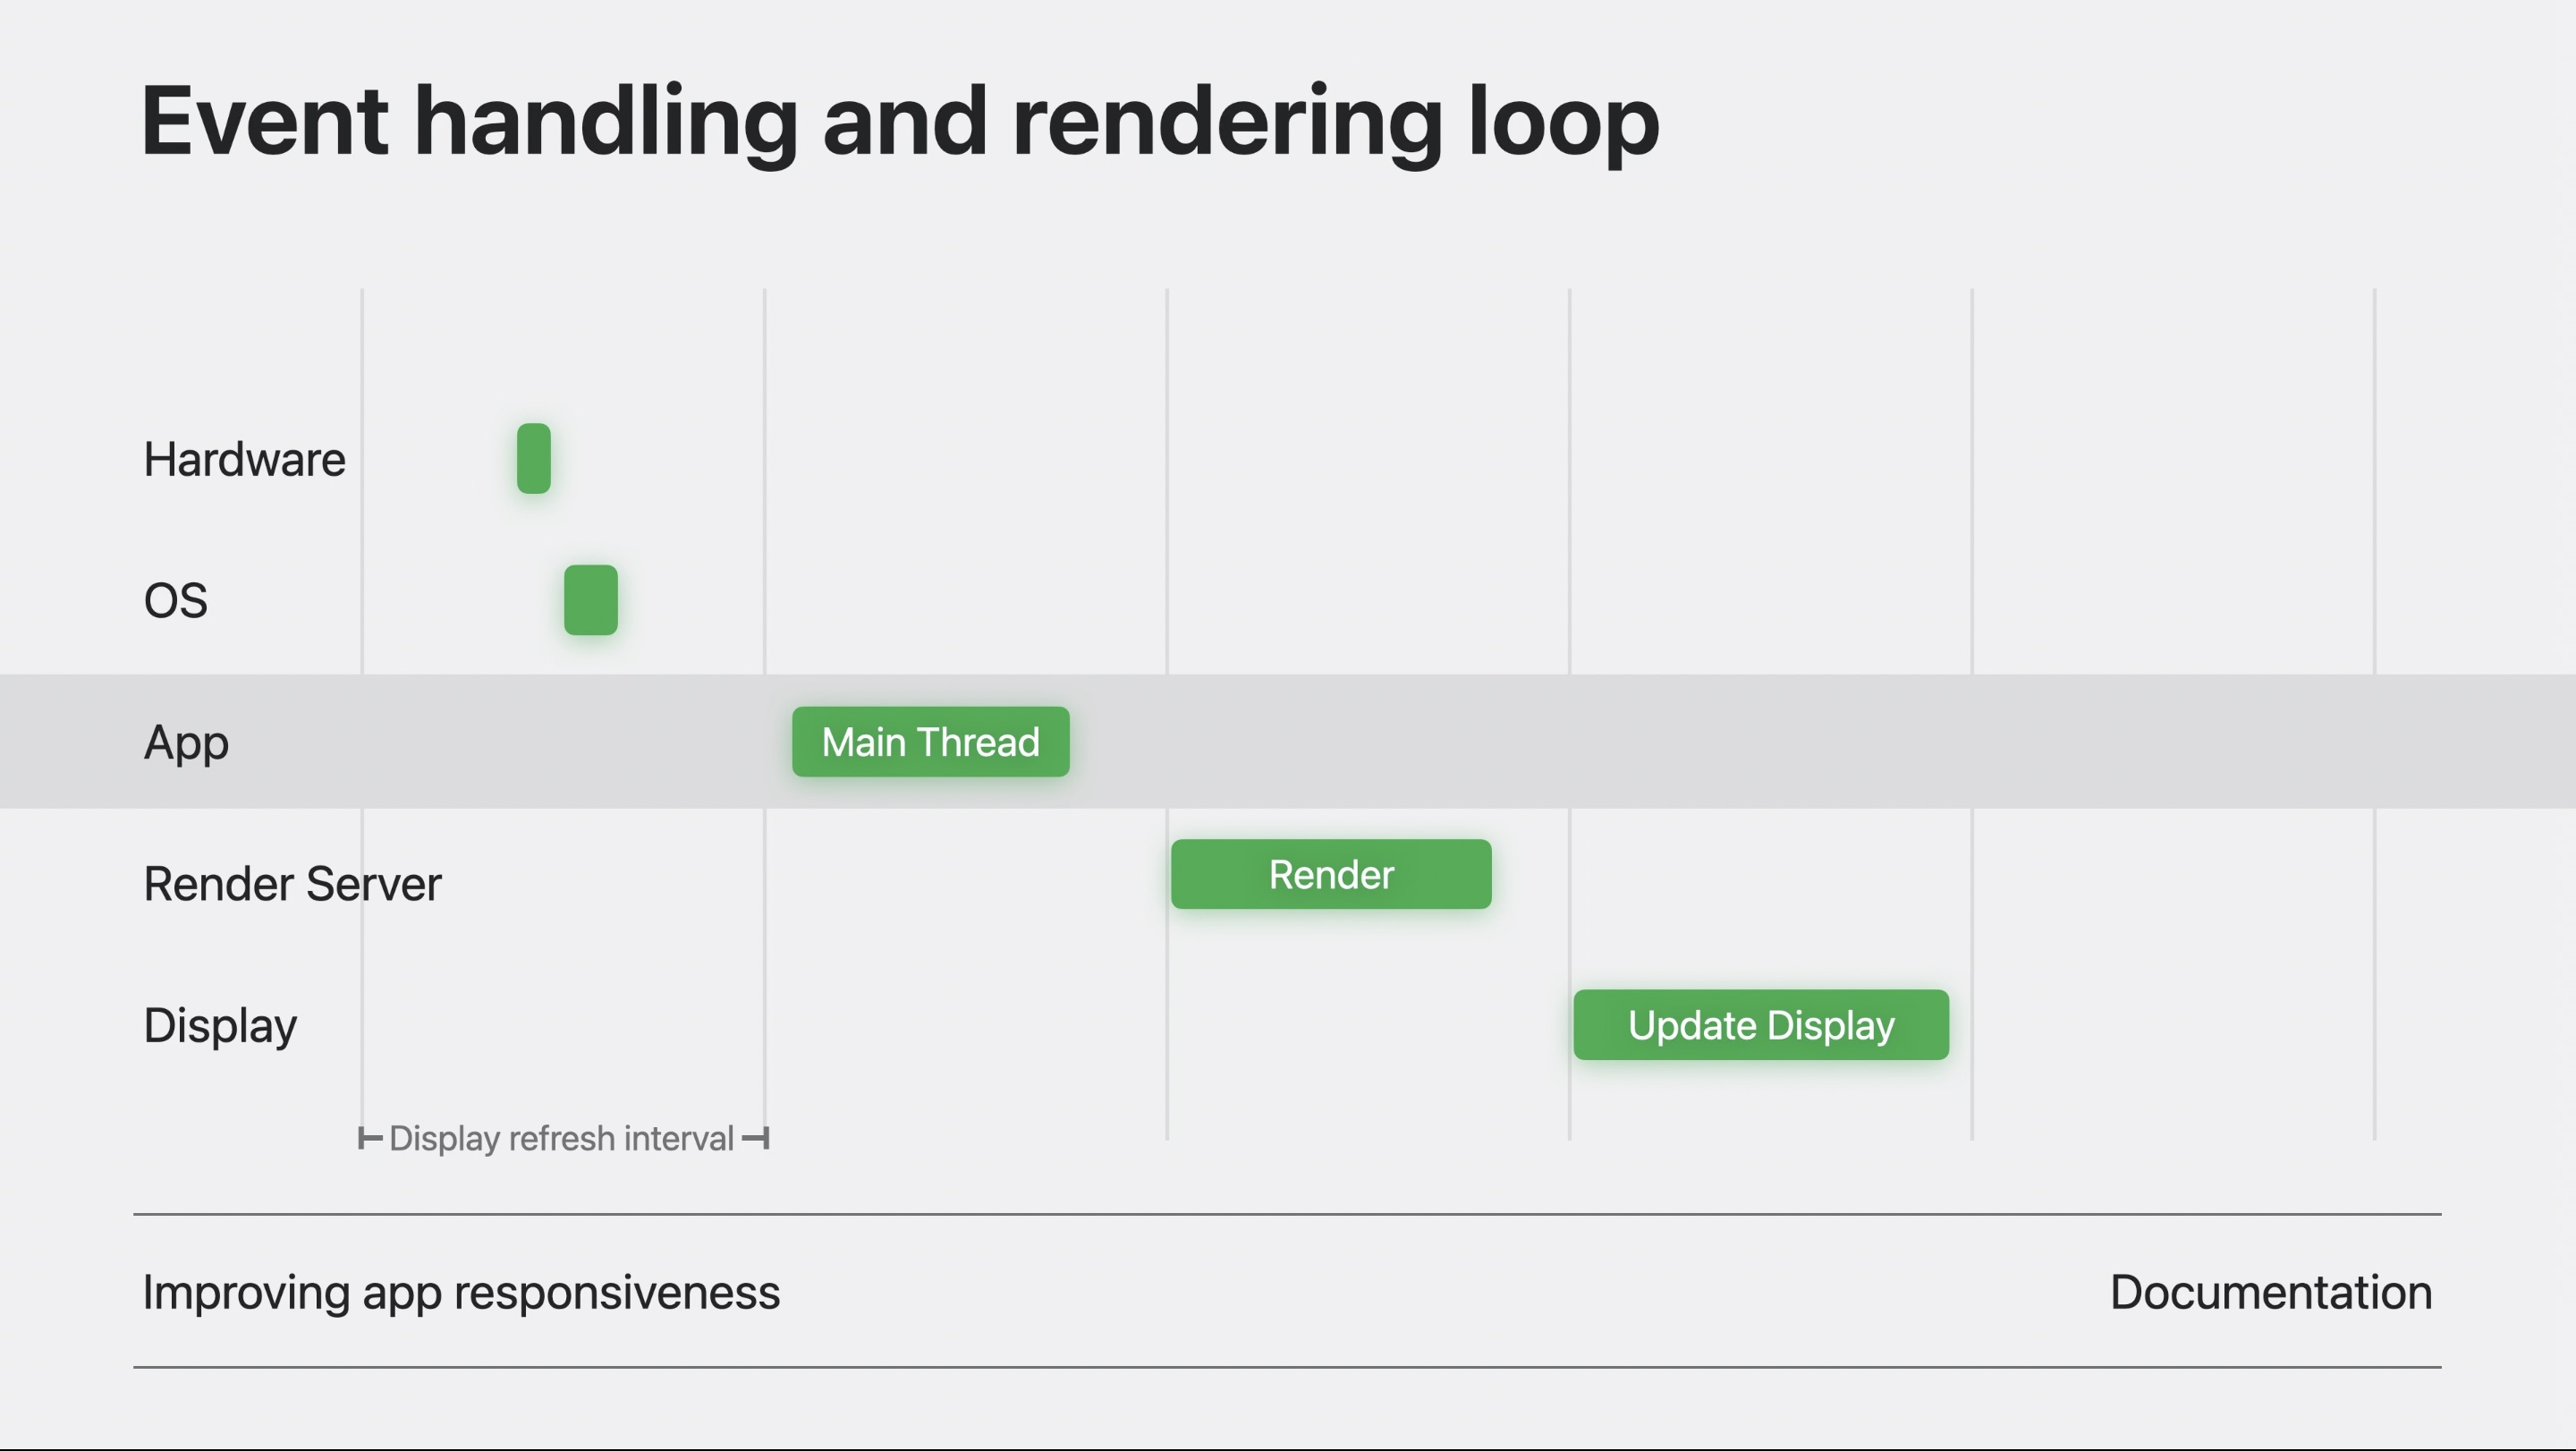 Event handling and rendering loop
Hardware
OS
App
Main Thread
Render Server
Render
Display
Update Display
Display refresh interval
Improving app responsiveness
Documentation